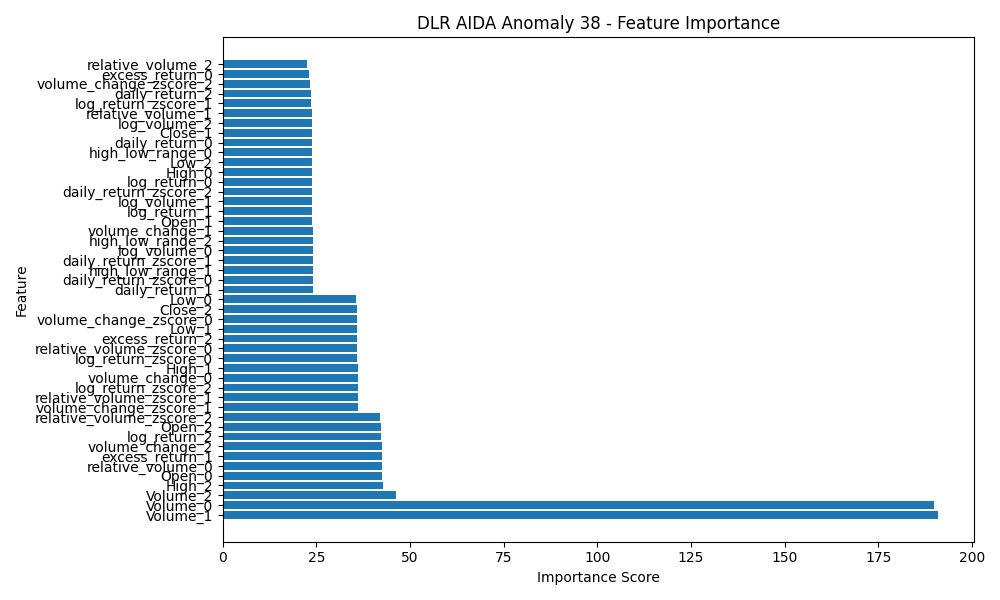 DLR AIDA Anomaly 38 - Feature Importance
relative_volume_2
excess_return_0
volume_change_zscore_2
daily_return_2
log_return_zscore_1
relative_volume_1
log_volume_2
Close_1
daily_return_0
high_low_range_0
Low_2
High_0
log_return_0
daily_return_zscore_2
log_volume_1
log_return_1
Open_1
volume_change_1
high_low_range_2
log_volume_0
daily_return_zscore_1
high_low_range_1
daily_return_zscore_0
daily_return_1
Low_0
Close_2
volume_change_zscore_0
Low_1
excess_return_2
relative_volume_zscore_0
log_return_zscore_0
High_1
volume_change_0
log_return_zscore_2
relative_volume_zscore_1
volume_change_zscore_1
relative_volume_zscore_2
Open_2
log_return_2
volume_change_2
excess_return_1
relative_volume_0
Open_0
High_2
Volume_2
Volume_0
Volume_1
Feature
0 25 50 75 100 125 150 175 200
Importance Score